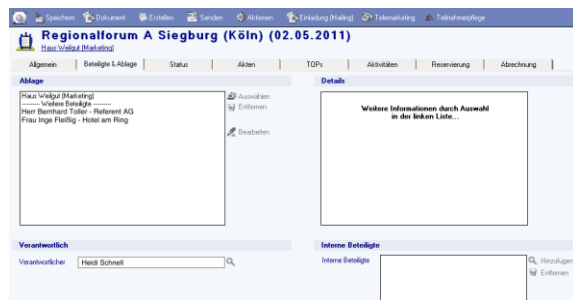 Speichern Dokument Erstellen Senden Aktionen Einladung (Mailing) Telemarketing Teilnehmerpflege
Regionalforum A Siegburg (Köln) (02.05.2011)
Haus Weilgut (Marketing)
Allgemein Beteiligte & Ablage Status Akten TOPs Aktivitäten Reservierung Abrechnung
Ablage Details
Haus Weilgut (Marketing)
-------- Weitere Beteiligte --------
Herr Bernhard Toller - Referent AG
Frau Inge Fleißig - Hotel am Ring
Auswählen
Entfernen
Bearbeiten
Weitere Informationen durch Auswahl
in der linken Liste...
Verantwortlich Interne Beteiligte
Verantwortlicher Heidi Schnell
Interne Beteiligte
Hinzufügen
Entfernen